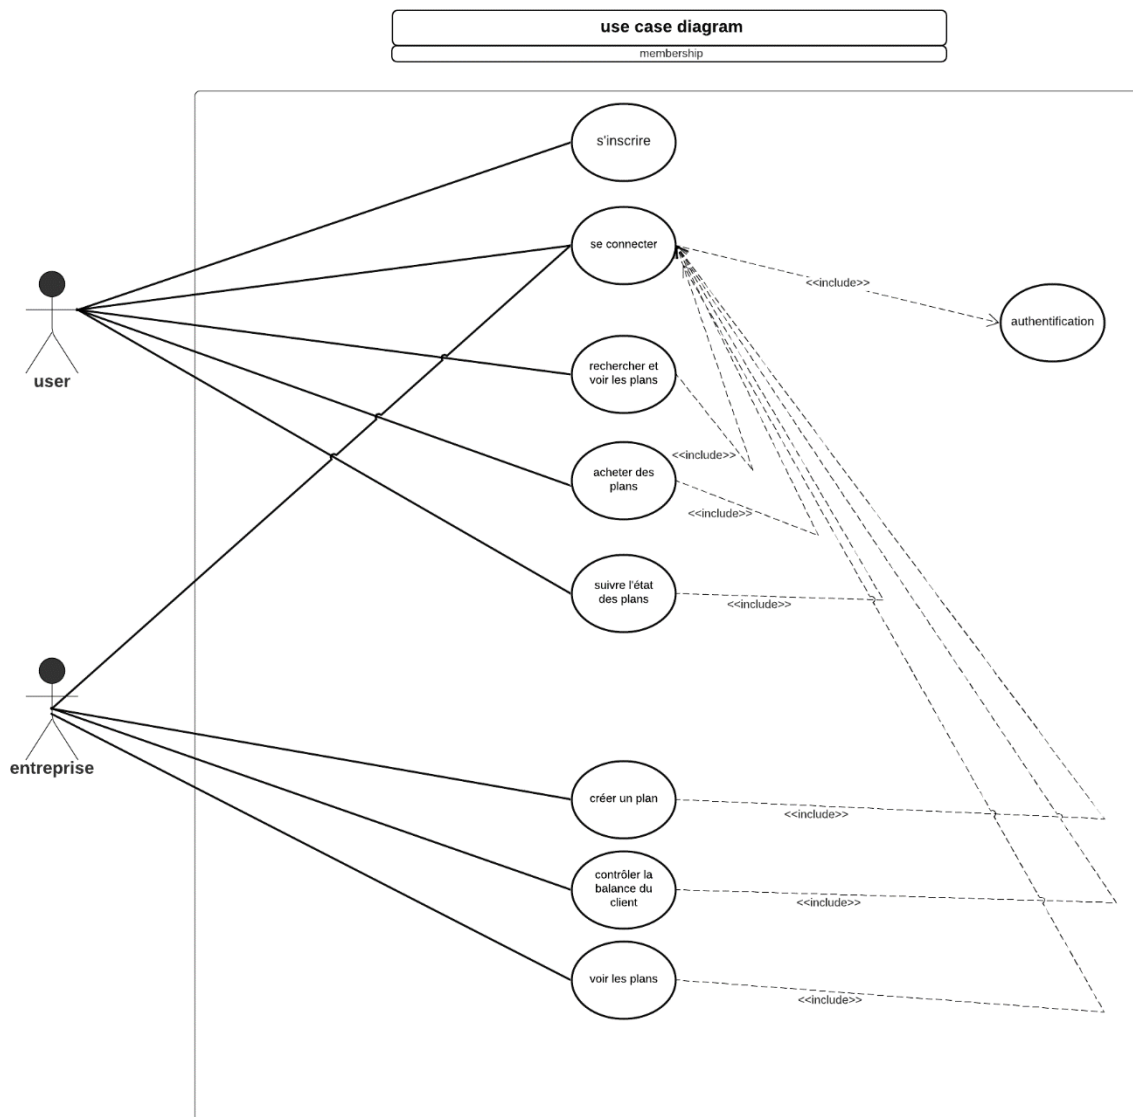 use case diagram
membership
s'inscrire
se connecter
<<include>>
authentification
user
rechercher et
voir les plans
<<include>>
acheter des
plans
<<include>>
suivre l'état
des plans
<<include>>
entreprise
créer un plan
<<include>>
contrôler la
balance du
client
<<include>>
voir les plans
<<include>>